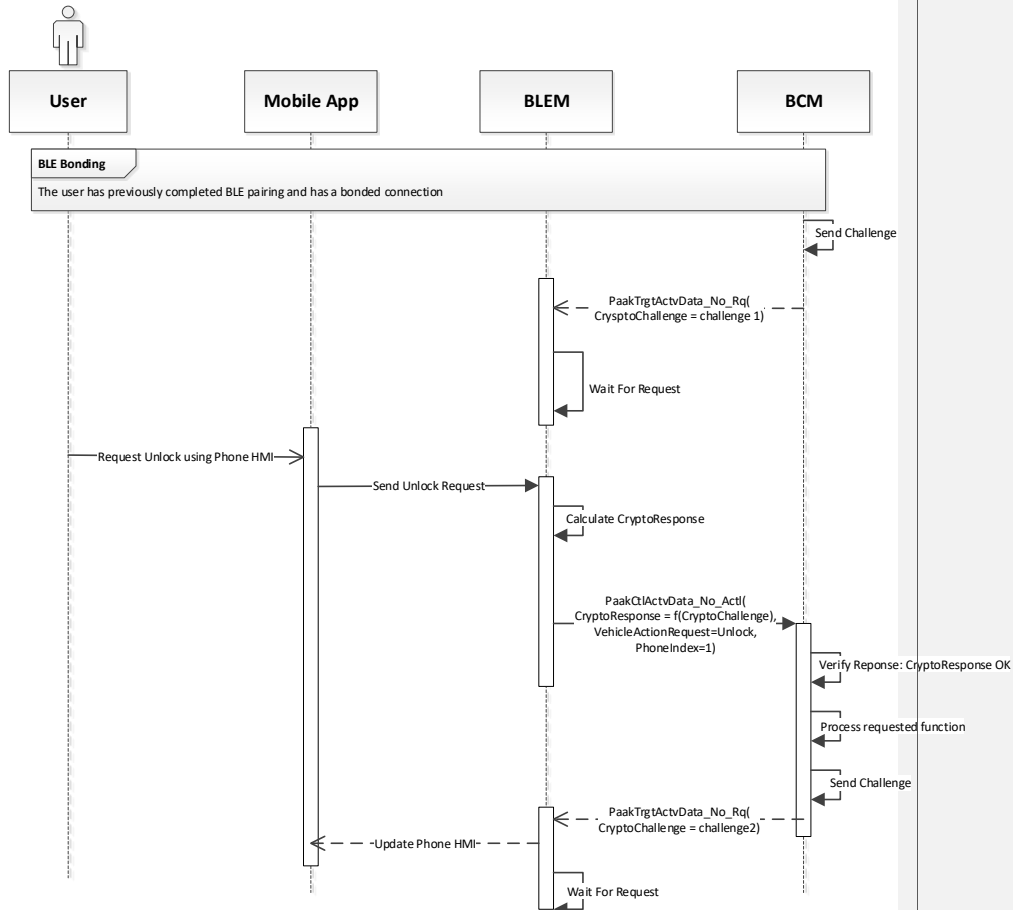 User
Mobile App
BLEM
BCM
BLE Bonding
The user has previously completed BLE pairing and has a bonded connection
Send Challenge
PaakTrgtActvData_No_Rq(
CrysptoChallenge = challenge 1)
Wait For Request
Request Unlock using Phone HMI
Send Unlock Request
Calculate CryptoResponse
PaakCtlActvData_No_Actl(
CryptoResponse = f(CryptoChallenge),
VehicleActionRequest=Unlock,
PhoneIndex=1)
Verify Reponse: CryptoResponse OK
Process requested function
Send Challenge
PaakTrgtActvData_No_Rq(
CryptoChallenge = challenge2)
Update Phone HMI
Wait For Request